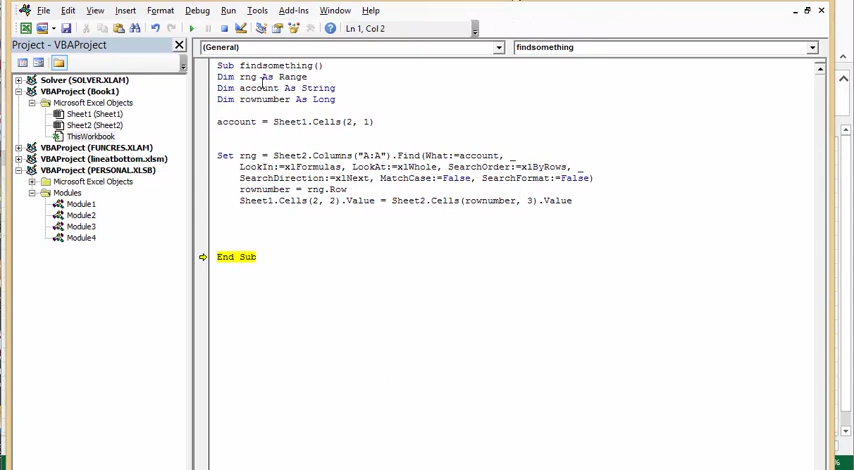 File Edit View Insert Format Debug Run Tools Add-Ins Window Help
Ln 1, Col 2
Project - VBAProject
(General)
findsomething
Solver (SOLVER.XLAM)
VBAProject (Book1)
Microsoft Excel Objects
Sheet1 (Sheet1)
Sheet2 (Sheet2)
ThisWorkbook
VBAProject (FUNCRES.XLAM)
VBAProject (lineatbottom.xlsm)
VBAProject (PERSONAL.XLSB)
Microsoft Excel Objects
Modules
Module1
Module2
Module3
Module4
Sub findsomething()
Dim rng As Range
Dim account As String
Dim rownumber As Long
account = Sheet1.Cells(2, 1)
Set rng = Sheet2.Columns("A:A").Find(What:=account, _
LookIn:=xlFormulas, LookAt:=xlWhole, SearchOrder:=xlByRows, _
SearchDirection:=xlNext, MatchCase:=False, SearchFormat:=False)
rownumber = rng.Row
Sheet1.Cells(2, 2).Value = Sheet2.Cells(rownumber, 3).Value
End Sub
%